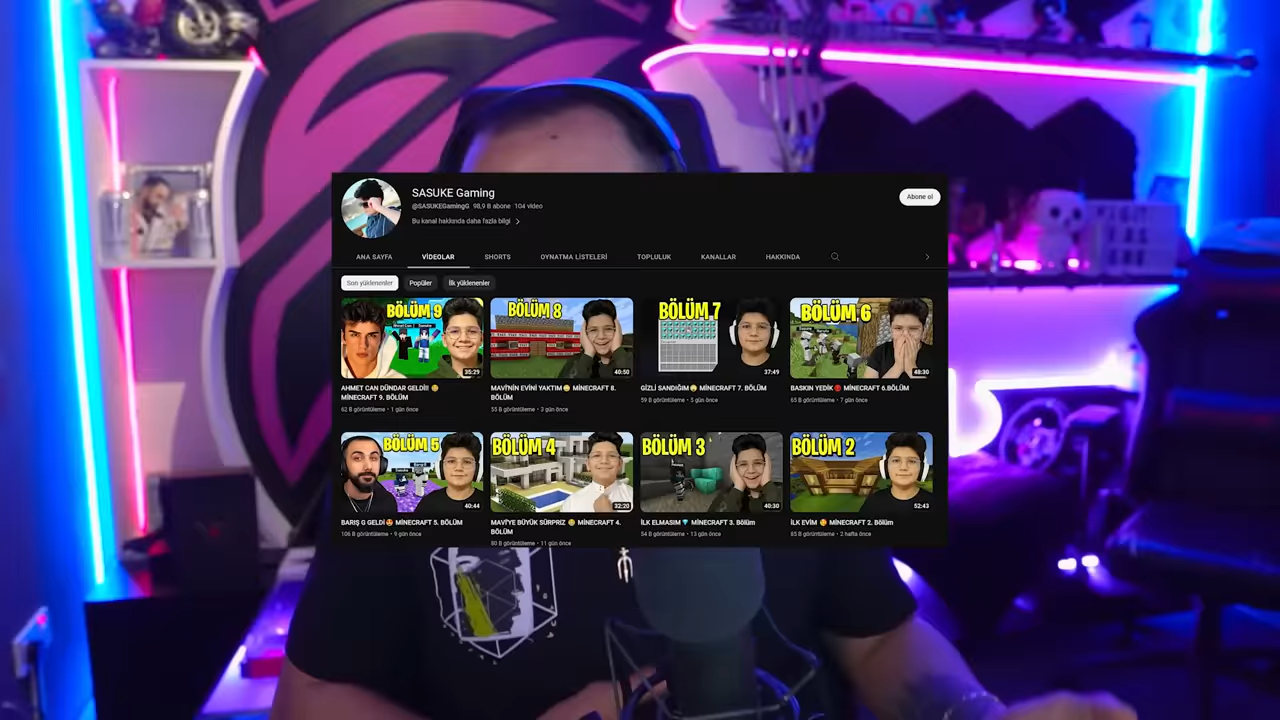 SASUKE Gaming
@SASUKEGamingG 98,9 B abone 104 video
Bu kanal hakkında daha fazla bilgi
Abone ol
ANA SAYFA
VİDEOLAR
SHORTS
OYNATMA LİSTELERİ
TOPLULUK
KANALLAR
HAKKINDA
Son yüklenenler
Popüler
İlk yüklenenler
BÖLÜM 9
35:29
AHMET CAN DÜNDAR GELDİ!! 😳
MİNECRAFT 9. BÖLÜM
62 B görüntüleme • 1 gün önce
BÖLÜM 8
40:50
MAVİ'NİN EVİNİ YAKTIM MİNECRAFT 8.
BÖLÜM
55 B görüntüleme • 3 gün önce
BÖLÜM 7
37:49
GİZLİ SANDIĞIM MİNECRAFT 7. BÖLÜM
59 B görüntüleme • 5 gün önce
BÖLÜM 6
48:30
BASKIN YEDİK MİNECRAFT 6.BÖLÜM
65 B görüntüleme • 7 gün önce
BÖLÜM 5
40:44
BARIŞ G GELDİ MİNECRAFT 5. BÖLÜM
106 B görüntüleme • 9 gün önce
BÖLÜM 4
32:20
MAVİ'YE BÜYÜK SÜRPRİZ MİNECRAFT 4.
BÖLÜM
80 B görüntüleme • 11 gün önce
BÖLÜM 3
40:30
İLK ELMASIM MİNECRAFT 3. Bölüm
54 B görüntüleme • 13 gün önce
BÖLÜM 2
52:43
İLK EVİM MİNECRAFT 2. Bölüm
85 B görüntüleme • 2 hafta önce